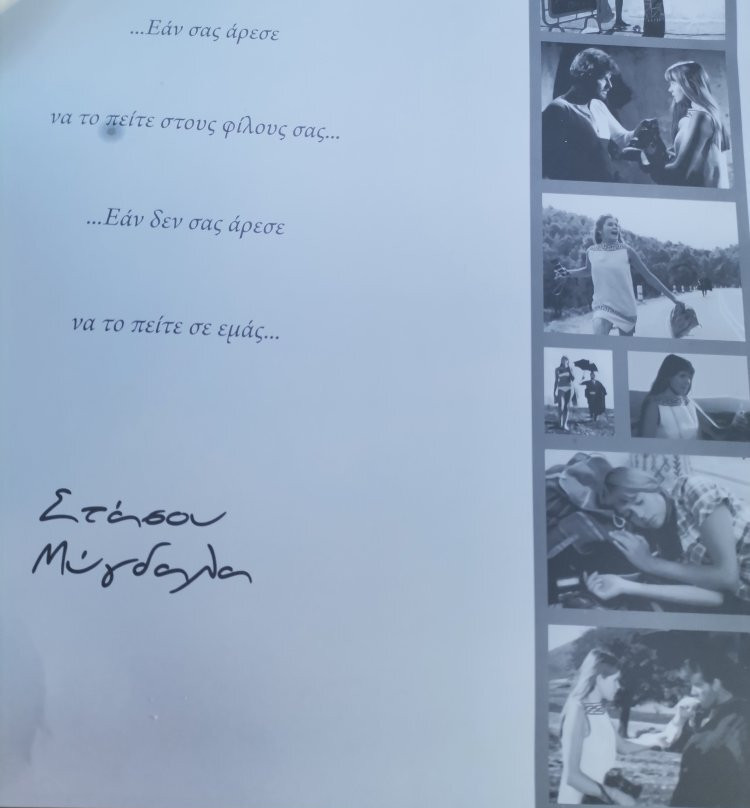 ...Εάν σας άρεσε
να το πείτε στους φίλους σας...
...Εάν δεν σας άρεσε
να το πείτε σε εμάς...
Στάσου
Μύγδαλα